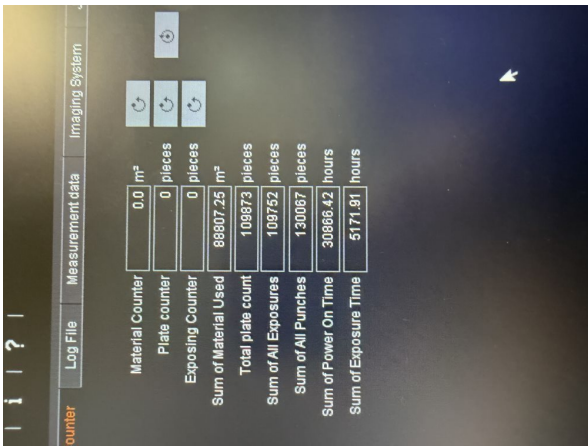 | i | ? |
ounter Log File Measurement data Imaging System
Material Counter 0.0 m²
Plate counter 0 pieces
Exposing Counter 0 pieces
Sum of Material Used 88807.25 m²
Total plate count 109873 pieces
Sum of All Exposures 109752 pieces
Sum of All Punches 130067 pieces
Sum of Power On Time 30866.42 hours
Sum of Exposure Time 5171.91 hours